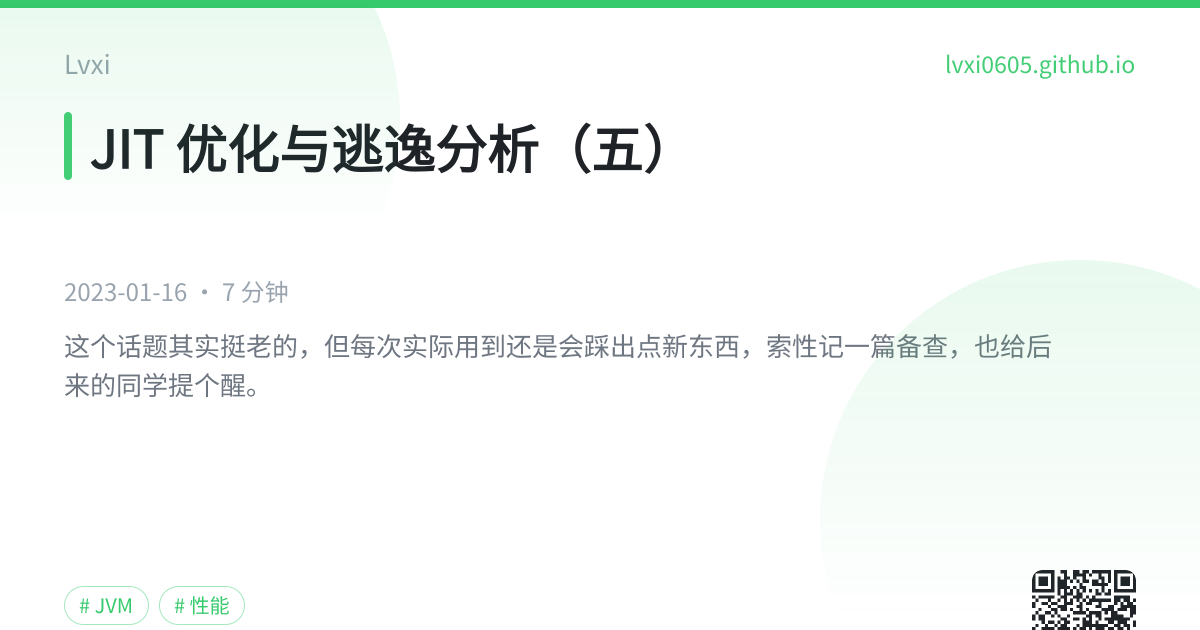 Lvxi
lvxi0605.github.io
JIT 优化与逃逸分析（五）
2023-01-16 · 7 分钟
这个话题其实挺老的，但每次实际用到还是会踩出点新东西，索性记一篇备查，也给后
来的同学提个醒。
# JVM
# 性能